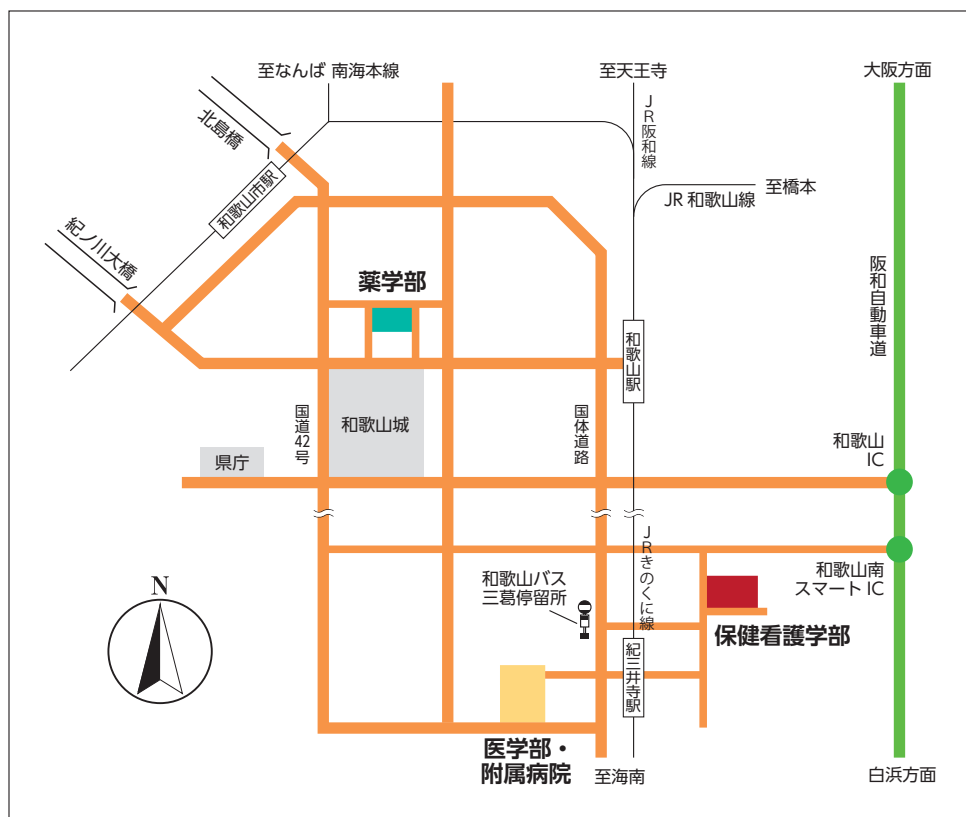 至なんば 南海本線
至天王寺
大阪方面
JR阪和線
北島橋
和歌山市駅
至橋本
JR 和歌山線
紀ノ川大橋
薬学部
阪和自動車道
和歌山駅
国道42号
和歌山城
国体道路
和歌山
IC
県庁
JRきのくに線
和歌山バス
三葛停留所
和歌山南
スマート IC
N
保健看護学部
紀三井寺駅
医学部・
附属病院
至海南
白浜方面